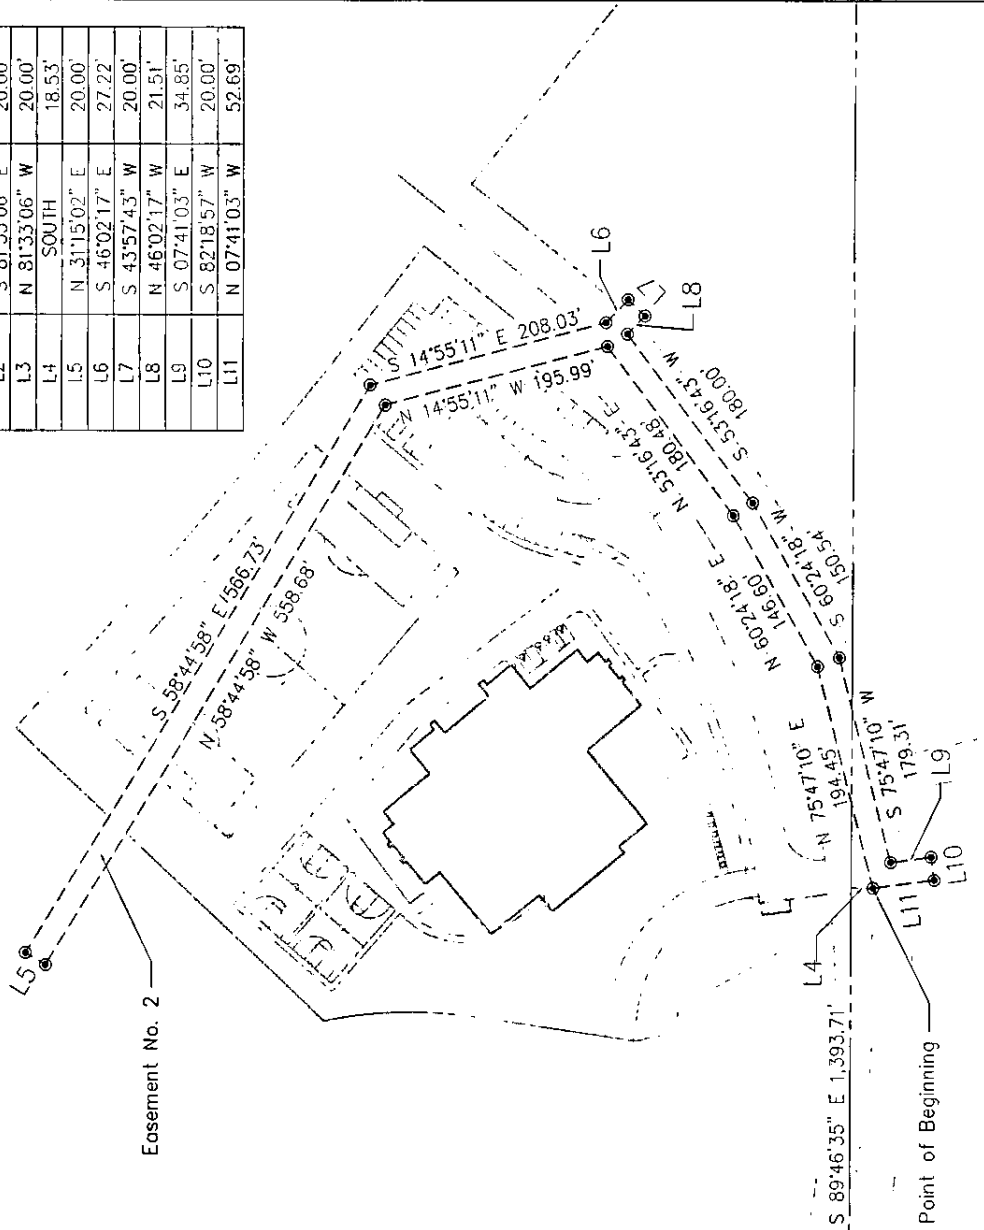 20.00'
L2 S 81°33'06" E 20.00'
L3 N 81°33'06" W 20.00'
L4 SOUTH 18.53'
L5 N 31°15'02" E 20.00'
L6 S 46°02'17" E 27.22'
L7 S 43°57'43" W 20.00'
L8 N 46°02'17" W 21.51'
L9 S 07°41'03" E 34.85'
L10 S 82°18'57" W 20.00'
L11 N 07°41'03" W 52.69'
L5
Easement No. 2
S 58°44'58" E 566.73'
N 58°44'58" W 558.68'
S 14°55'11" E 208.03'
N 14°55'11" W 195.99'
L6
L7
L8
N 53°16'43" E
180.48'
S 53°16'43" W
180.00'
N 60°24'18" E
146.60'
S 60°24'18" W
150.54'
N 75°47'10" E
194.45'
S 75°47'10" W
179.31'
L9
L10
L11
L4
S 89°46'35" E 1,393.71'
Point of Beginning